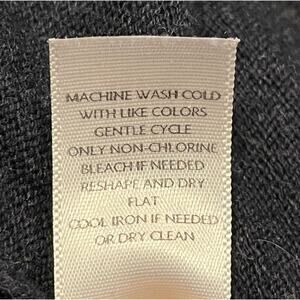 MACHINE WASH COLD
WITH LIKE COLORS
GENTLE CYCLE
ONLY NON-CHLORINE
BLEACH IF NEEDED
RESHAPE AND DRY
FLAT
COOL IRON IF NEEDED
OR DRY CLEAN